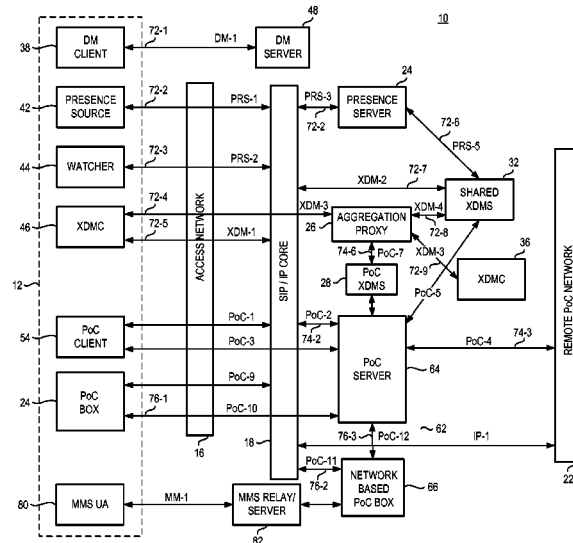 10
38
DM
CLIENT
72-1
DM-1
48
DM
SERVER
42
PRESENCE
SOURCE
72-2
PRS-1
PRS-3
72-2
24
PRESENCE
SERVER
72-6
PRS-5
44
WATCHER
72-3
PRS-2
XDM-2
72-7
32
SHARED
XDMS
46
XDMC
72-4
72-5
XDM-1
XDM-3
26
AGGREGATION
PROXY
XDM-4
72-8
XDM-3
72-9
36
XDMC
74-6
PoC-7
28
PoC
XDMS
PoC-5
12
ACCESS NETWORK
SIP / IP CORE
REMOTE PoC NETWORK
54
PoC
CLIENT
PoC-1
PoC-3
PoC-2
74-2
PoC
SERVER
64
PoC-4
74-3
24
PoC
BOX
PoC-9
76-1
PoC-10
16
18
76-3
PoC-12
62
IP-1
PoC-11
76-2
NETWORK
BASED
PoC BOX
66
22
80
MMS UA
MM-1
MMS RELAY/
SERVER
82